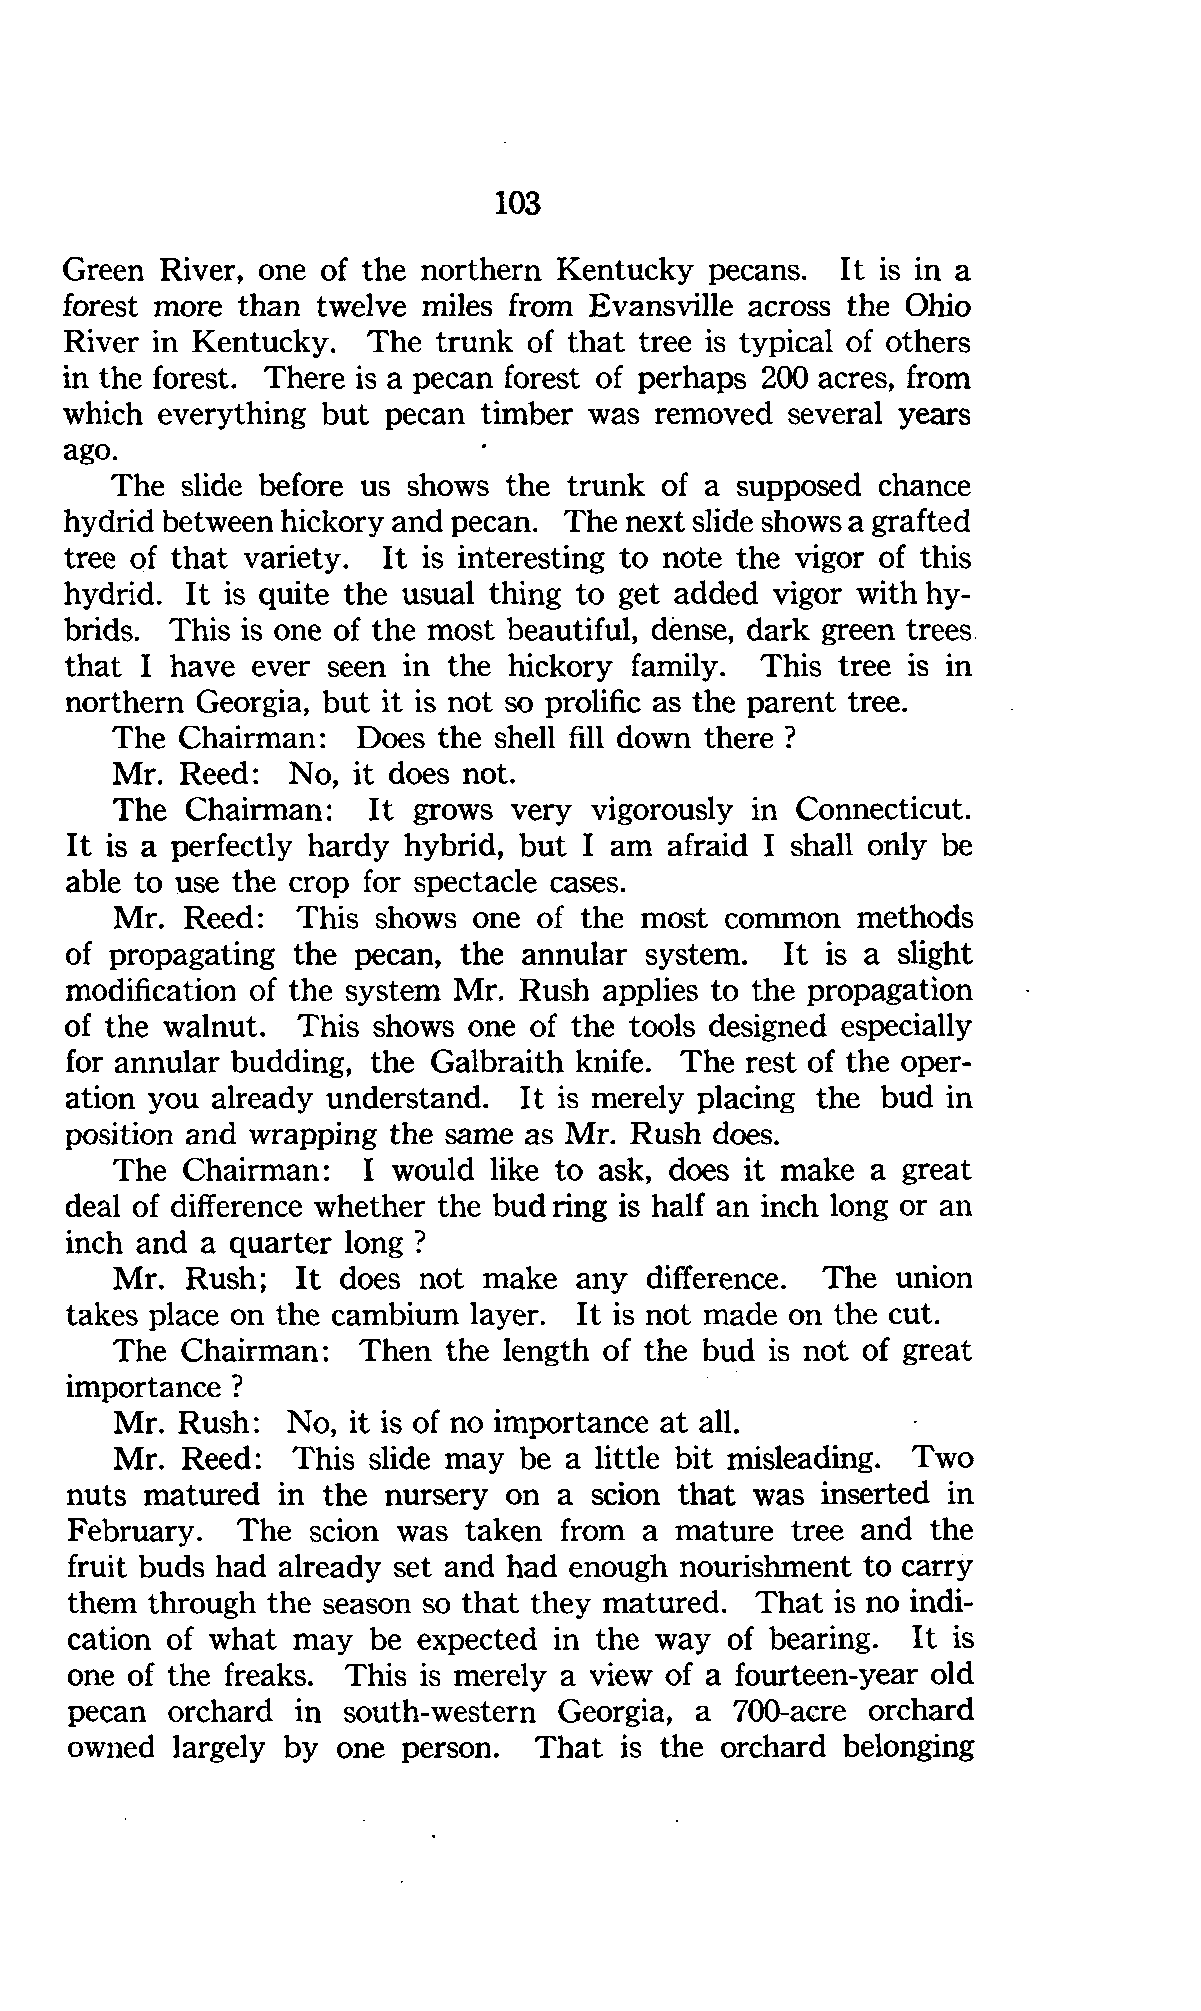 103
Green River, one of the northern Kentucky pecans. It is in a
forest more than twelve miles from Evansville across the Ohio
River in Kentucky. The trunk of that tree is typical of others
in the forest. There is a pecan forest of perhaps 200 acres, from
which everything but pecan timber was removed several years
ago.
The slide before us shows the trunk of a supposed chance
hydrid between hickory and pecan. The next slide shows a grafted
tree of that variety. It is interesting to note the vigor of this
hydrid. It is quite the usual thing to get added vigor with hy-
brids. This is one of the most beautiful, dense, dark green trees
that I have ever seen in the hickory family. This tree is in
northern Georgia, but it is not so prolific as the parent tree.
The Chairman: Does the shell fill down there ?
Mr. Reed: No, it does not.
The Chairman: It grows very vigorously in Connecticut.
It is a perfectly hardy hybrid, but I am afraid I shall only be
able to use the crop for spectacle cases.
Mr. Reed: This shows one of the most common methods
of propagating the pecan, the annular system. It is a slight
modification of the system Mr. Rush applies to the propagation
of the walnut. This shows one of the tools designed especially
for annular budding, the Galbraith knife. The rest of the oper-
ation you already understand. It is merely placing the bud in
position and wrapping the same as Mr. Rush does.
The Chairman: I would like to ask, does it make a great
deal of difference whether the bud ring is half an inch long or an
inch and a quarter long ?
Mr. Rush; It does not make any difference. The union
takes place on the cambium layer. It is not made on the cut.
The Chairman: Then the length of the bud is not of great
importance ?
Mr. Rush: No, it is of no importance at all.
Mr. Reed: This slide may be a little bit misleading. Two
nuts matured in the nursery on a scion that was inserted in
February. The scion was taken from a mature tree and the
fruit buds had already set and had enough nourishment to carry
them through the season so that they matured. That is no indi-
cation of what may be expected in the way of bearing. It is
one of the freaks. This is merely a view of a fourteen-year old
pecan orchard in south-western Georgia, a 700-acre orchard
owned largely by one person. That is the orchard belonging